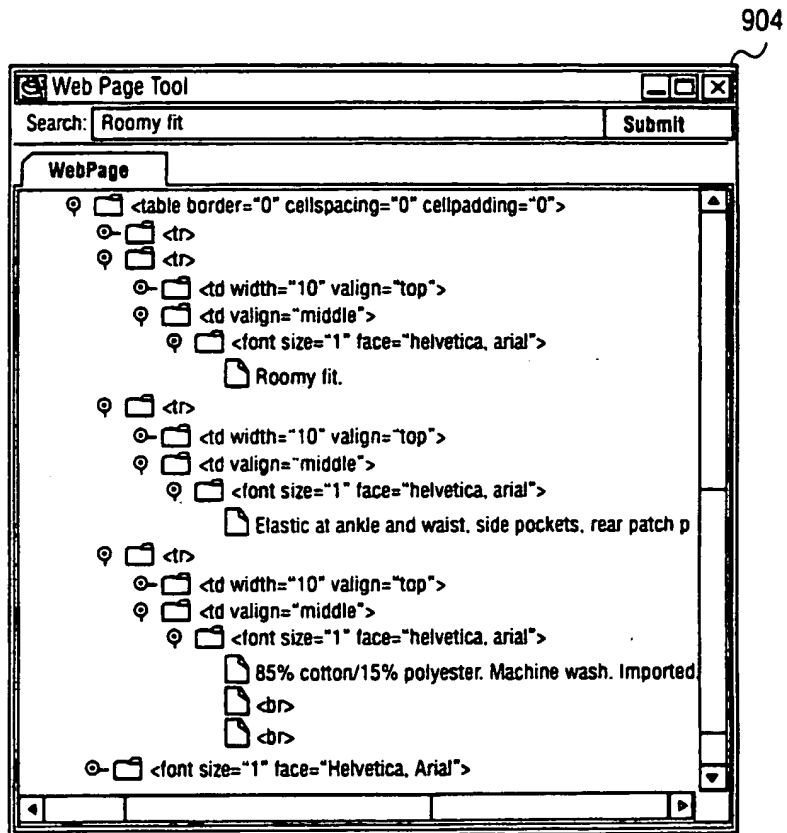 904
Web Page Tool
Search: Roomy fit Submit
WebPage
<table border="0" cellspacing="0" cellpadding="0">
<tr>
<tr>
<td width="10" valign="top">
<td valign="middle">
<font size="1" face="helvetica, arial">
Roomy fit.
<tr>
<td width="10" valign="top">
<td valign="middle">
<font size="1" face="helvetica, arial">
Elastic at ankle and waist, side pockets, rear patch p
<tr>
<td width="10" valign="top">
<td valign="middle">
<font size="1" face="helvetica, arial">
85% cotton/15% polyester. Machine wash. Imported.
<br>
<br>
<font size="1" face="Helvetica, Arial">